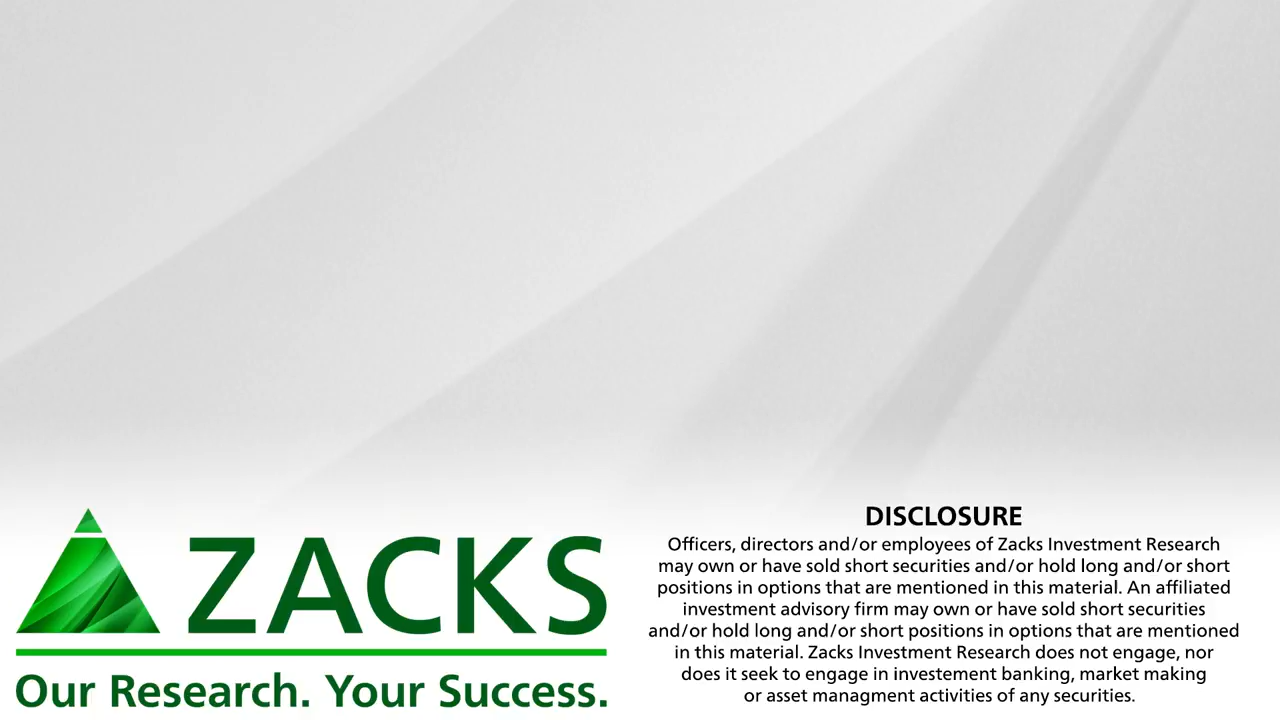 ZACKS
Our Research. Your Success.
DISCLOSURE
Officers, directors and/or employees of Zacks Investment Research
may own or have sold short securities and/or hold long and/or short
positions in options that are mentioned in this material. An affiliated
investment advisory firm may own or have sold short securities
and/or hold long and/or short positions in options that are mentioned
in this material. Zacks Investment Research does not engage, nor
does it seek to engage in investement banking, market making
or asset managment activities of any securities.